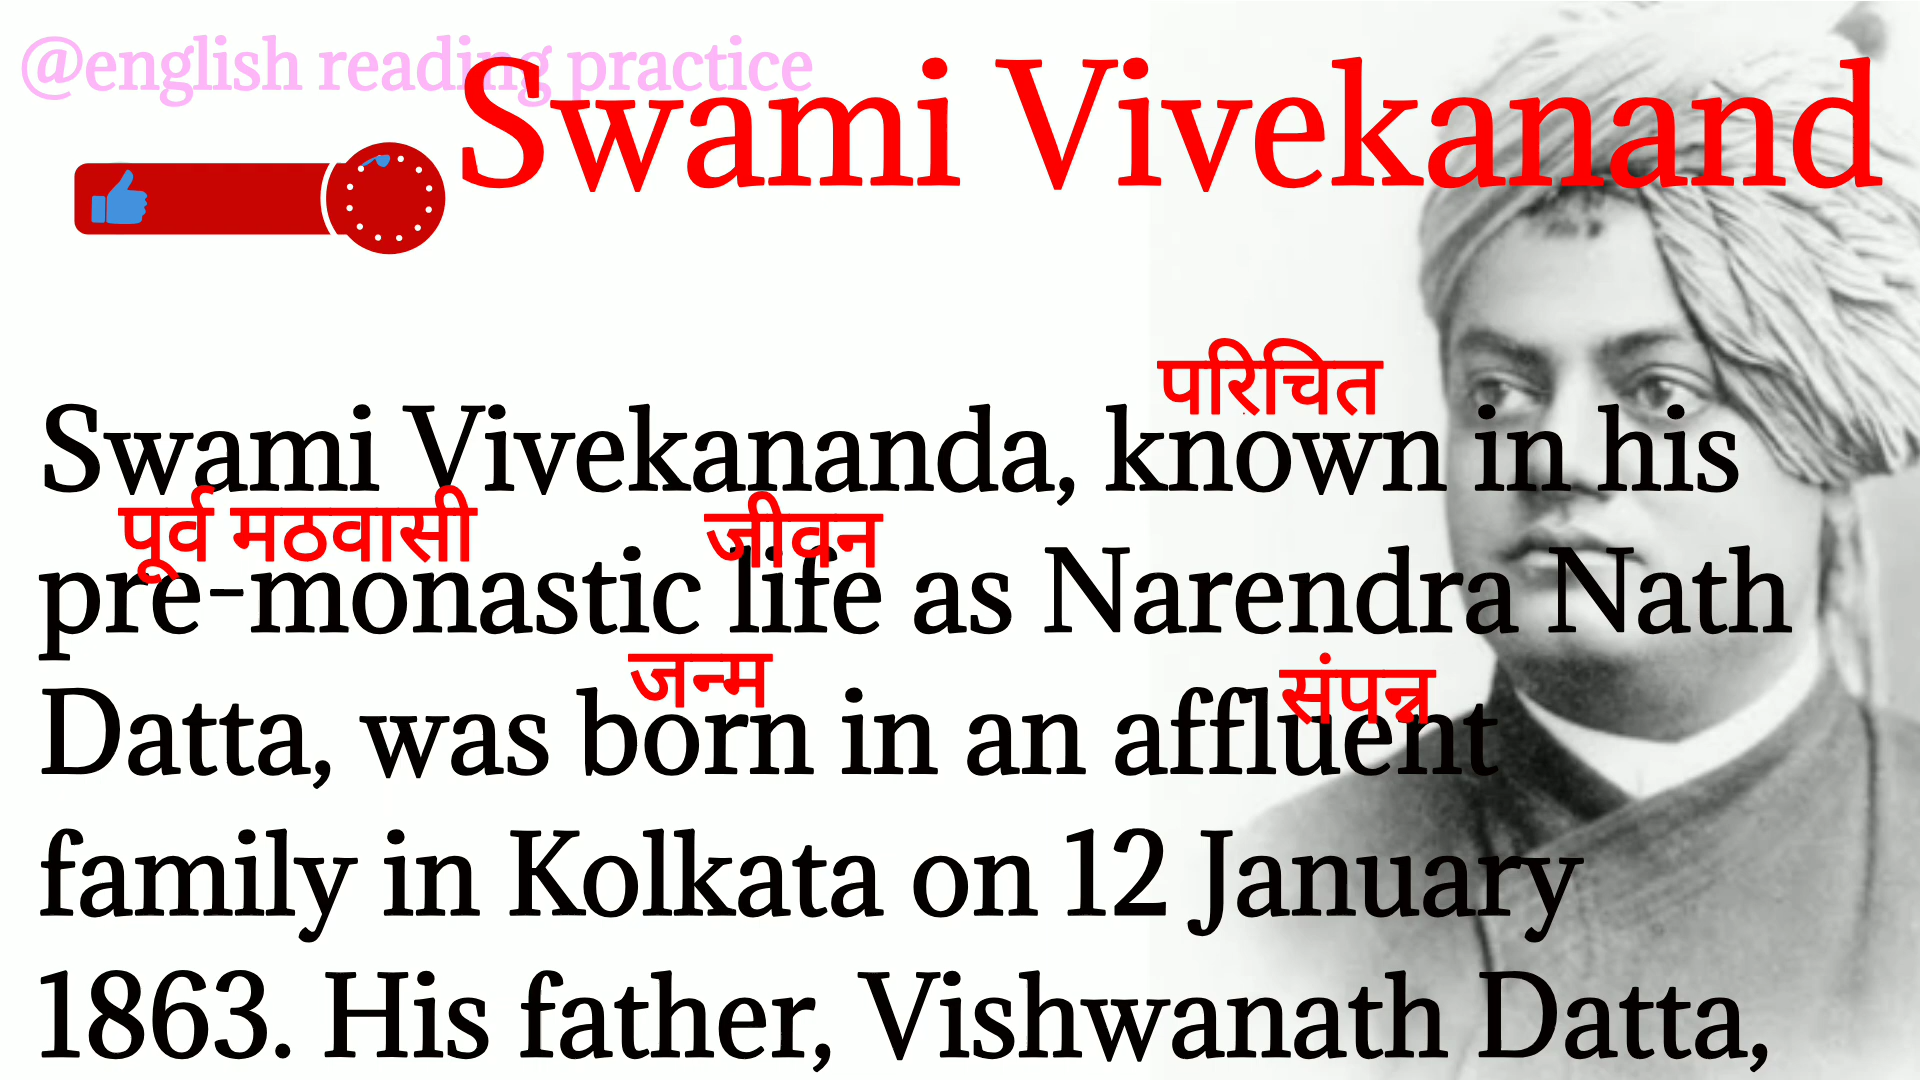 @english reading practice
Swami Vivekanand
परिचित
Swami Vivekananda, known in his
पूर्व मठवासी जीवन
pre-monastic life as Narendra Nath
जन्म संपन्न
Datta, was born in an affluent
family in Kolkata on 12 January
1863. His father, Vishwanath Datta,